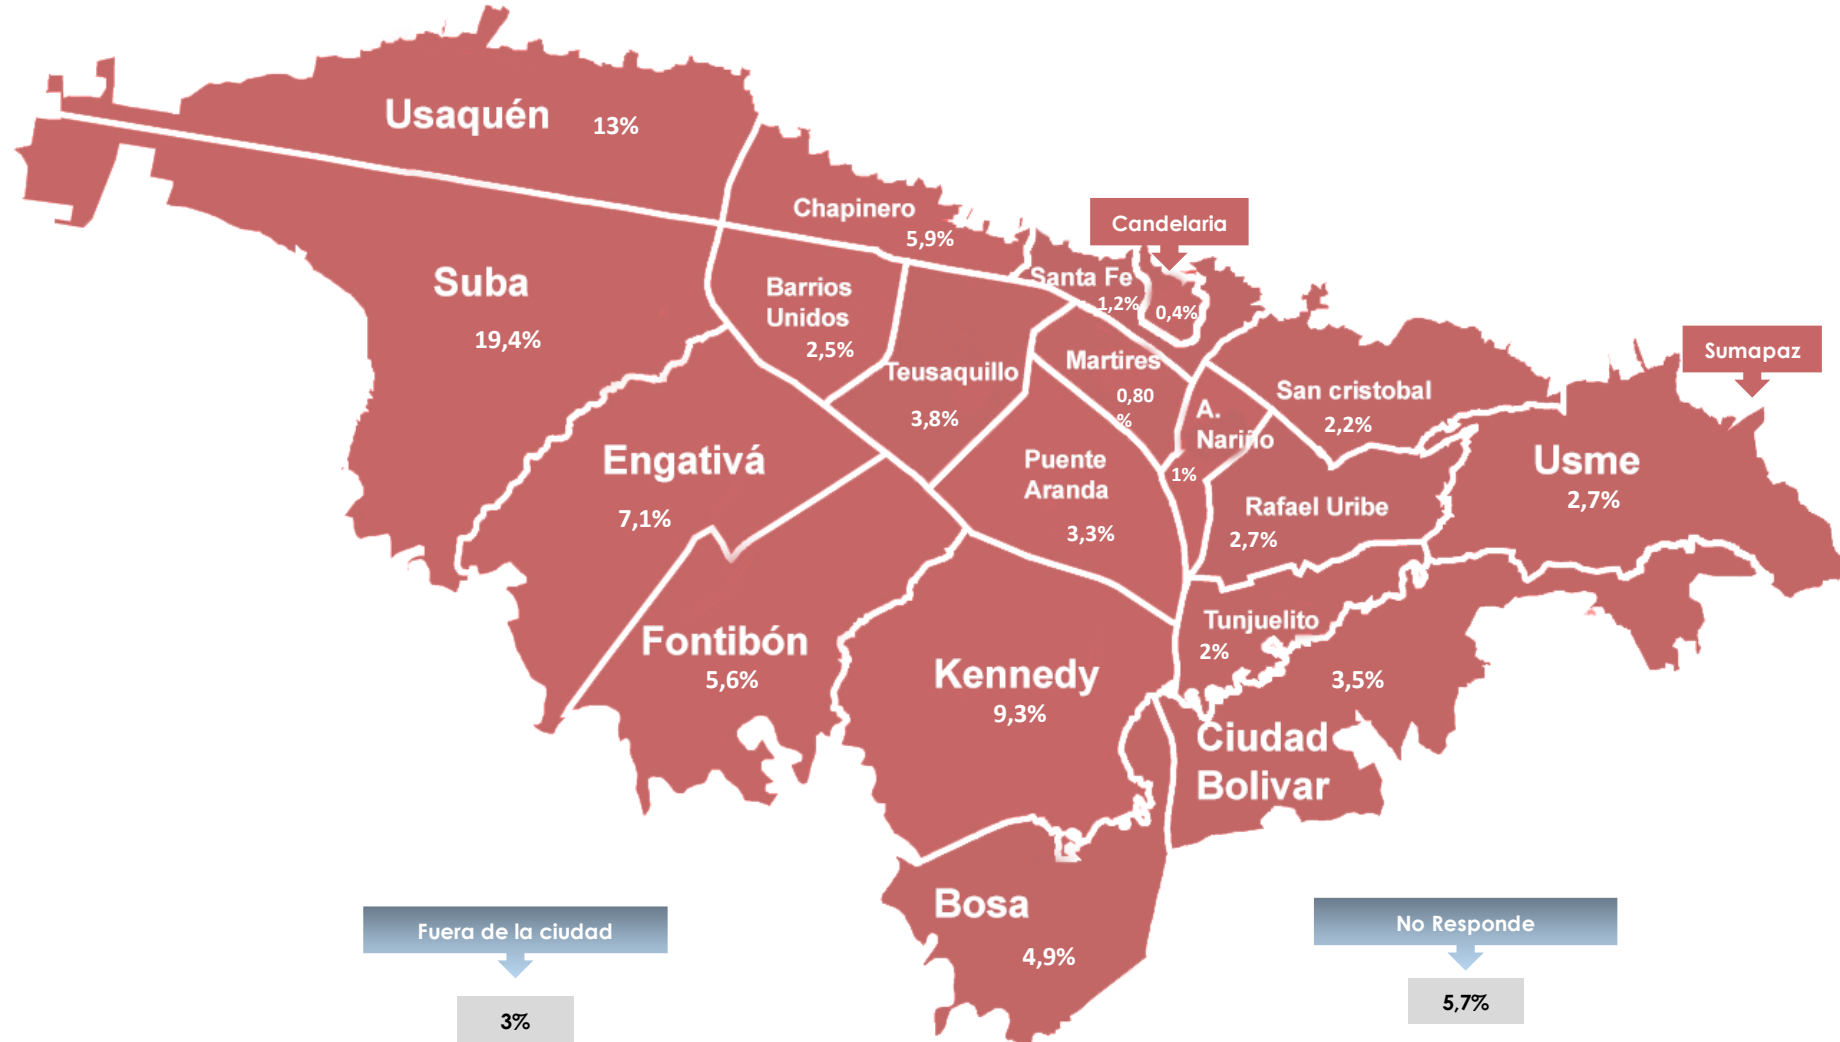 Usaquén
13%
Chapinero
5,9%
Candelaria
Suba
19,4%
Barrios
Unidos
2,5%
Santa Fe
1,2%
0,4%
Sumapaz
Teusaquillo
3,8%
Martires
0,80
%
A.
Nariño
1%
San cristobal
2,2%
Engativá
7,1%
Puente
Aranda
3,3%
Rafael Uribe
2,7%
Usme
2,7%
Fontibón
5,6%
Kennedy
9,3%
Tunjuelito
2%
3,5%
Ciudad
Bolivar
Bosa
4,9%
Fuera de la ciudad
3%
No Responde
5,7%